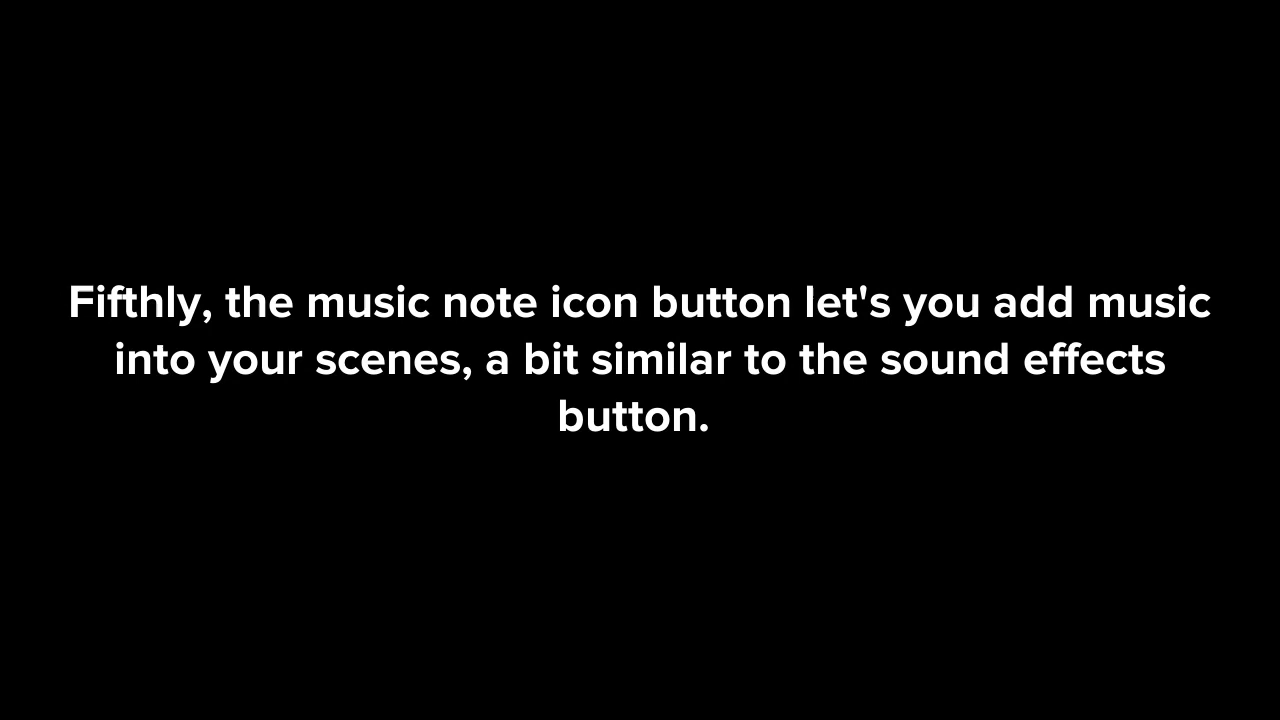 Fifthly, the music note icon button let's you add music
into your scenes, a bit similar to the sound effects
button.